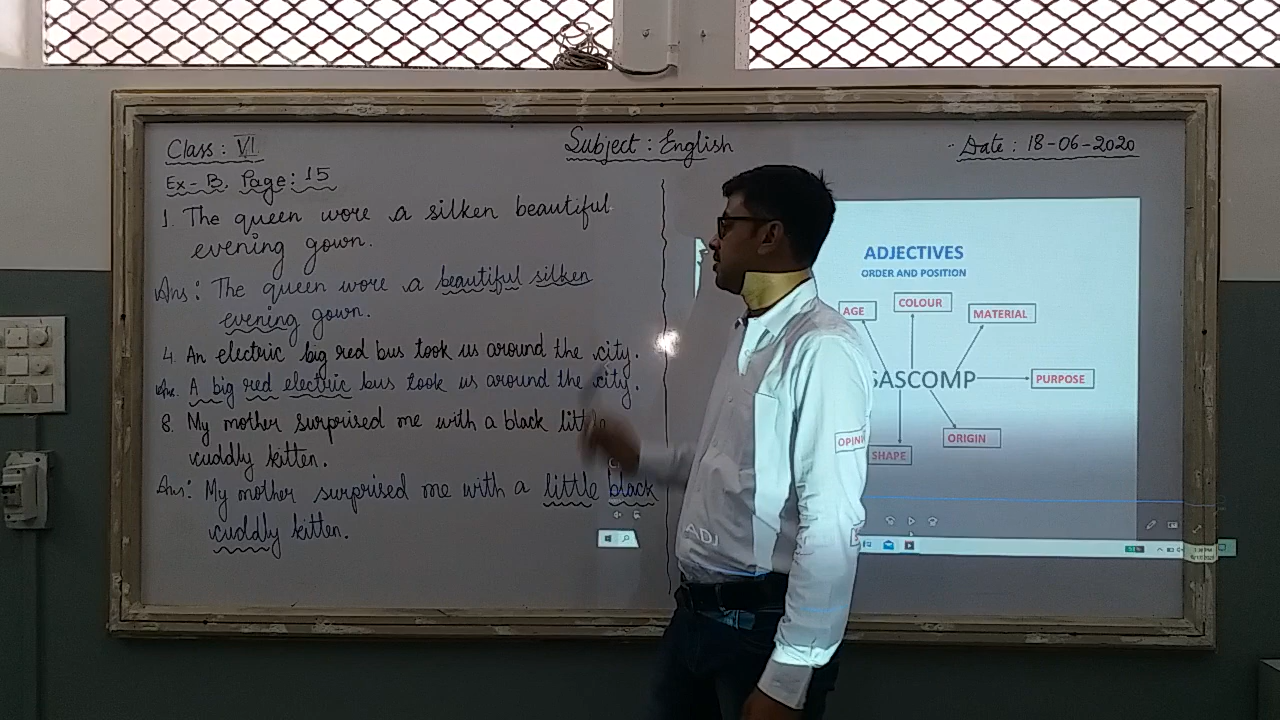 Class : VI
Subject : English
Date : 18-06-2020
Ex - B. Page : 15
1. The queen wore a silken beautiful
evening gown.
Ans : The queen wore a beautiful silken
evening gown.
4. An electric big red bus took us around the city.
Ans. A big red electric bus took us around the city.
8. My mother surprised me with a black little
cuddly kitten.
Ans : My mother surprised me with a little black
cuddly kitten.
ADJECTIVES
ORDER AND POSITION
AGE
COLOUR
MATERIAL
SASCOMP
PURPOSE
OPINI
ORIGIN
SHAPE
ADJ